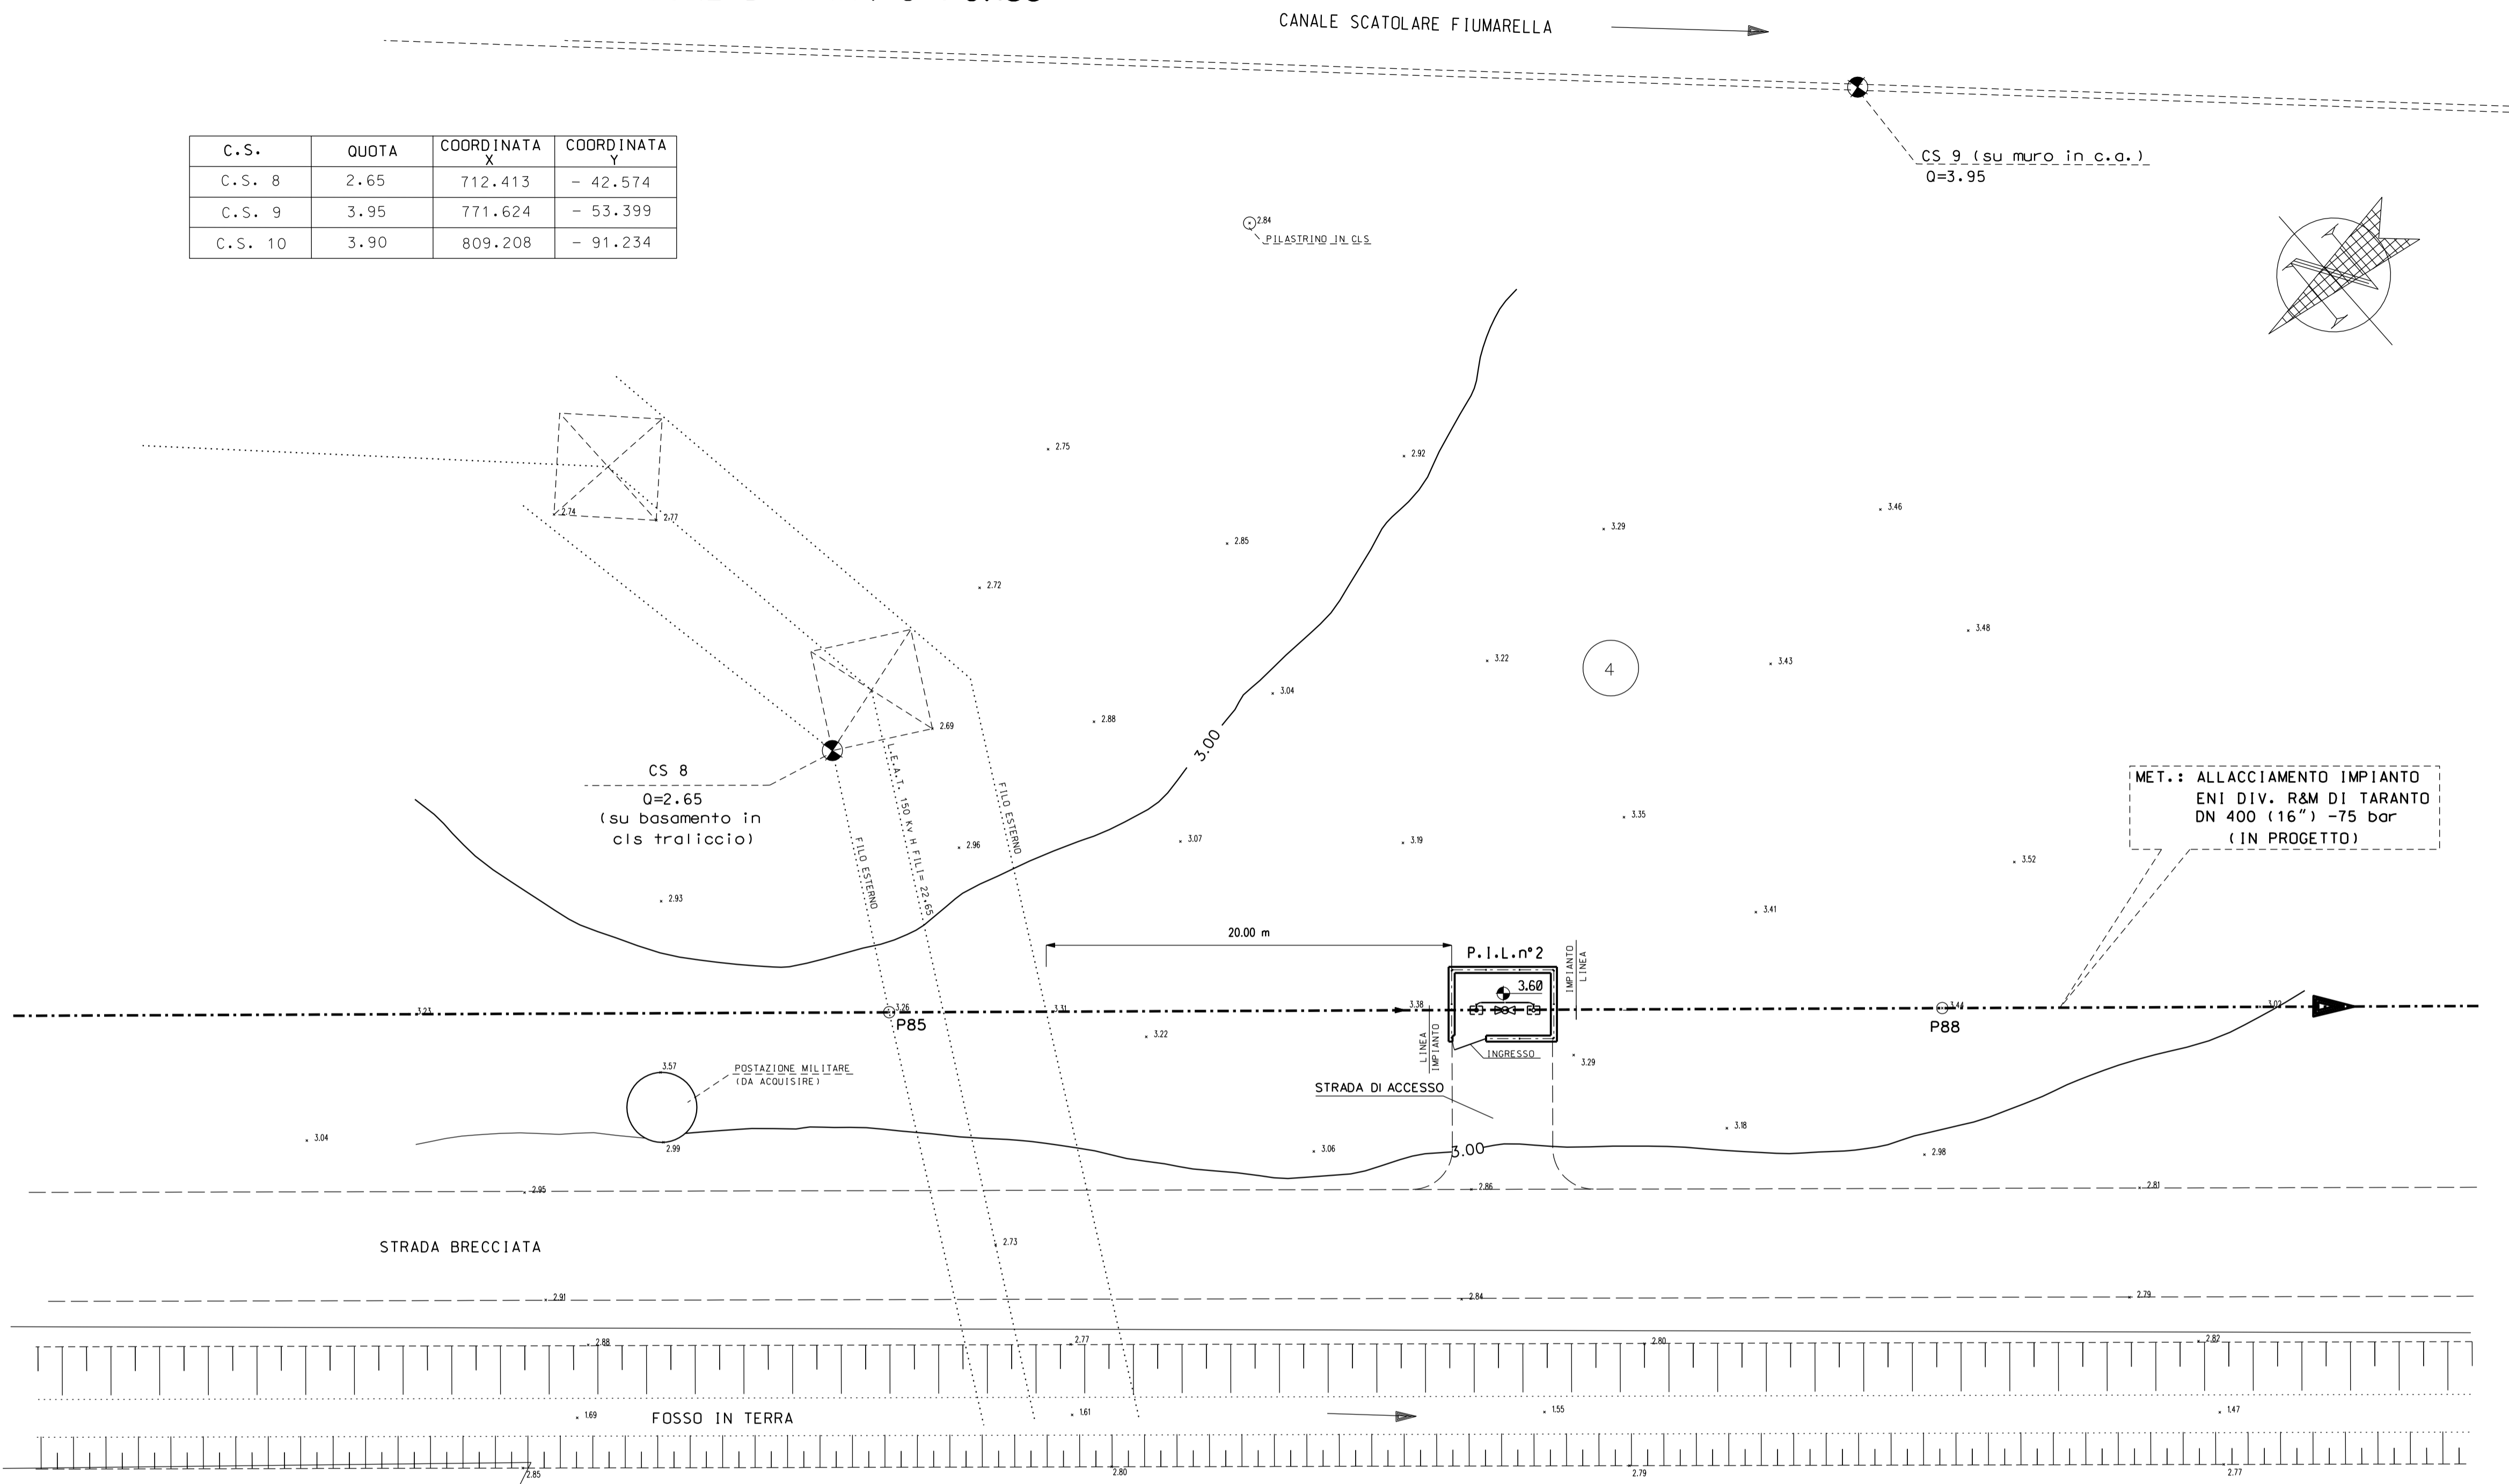 CANALE SCATOLARE FIUMARELLA
C.S. QUOTA COORDINATA X COORDINATA Y
C.S. 8 2.65 712.413 - 42.574
C.S. 9 3.95 771.624 - 53.399
C.S. 10 3.90 809.208 - 91.234
CS 9 (su muro in c.a.)
Q=3.95
2.84
PILASTRINO IN CLS
2.75
2.92
2.74
2.77
3.46
3.29
2.85
2.72
3.48
3.22
4
3.43
3.04
2.88
2.69
3.00
CS 8
Q=2.65
(su basamento in
cls traliccio)
L.E.A.T. 150 Kv H FILI= 22.65
FILO ESTERNO
FILO ESTERNO
MET.: ALLACCIAMENTO IMPIANTO
ENI DIV. R&M DI TARANTO
DN 400 (16") -75 bar
(IN PROGETTO)
3.35
2.96
3.07
3.19
3.52
2.93
3.41
20.00 m
P.I.L.n°2
IMPIANTO
LINEA
3.60
3.23
3.26
P85
3.31
3.38
3.44
P88
3.02
3.22
LINEA
IMPIANTO
INGRESSO
3.29
3.57
POSTAZIONE MILITARE
(DA ACQUISIRE)
STRADA DI ACCESSO
3.04
2.99
3.06
3.00
3.18
2.98
2.95
2.86
2.81
STRADA BRECCIATA
2.73
2.91
2.84
2.79
2.88
2.77
2.80
2.82
1.69
FOSSO IN TERRA
1.61
1.55
1.47
2.85
2.80
2.79
2.77